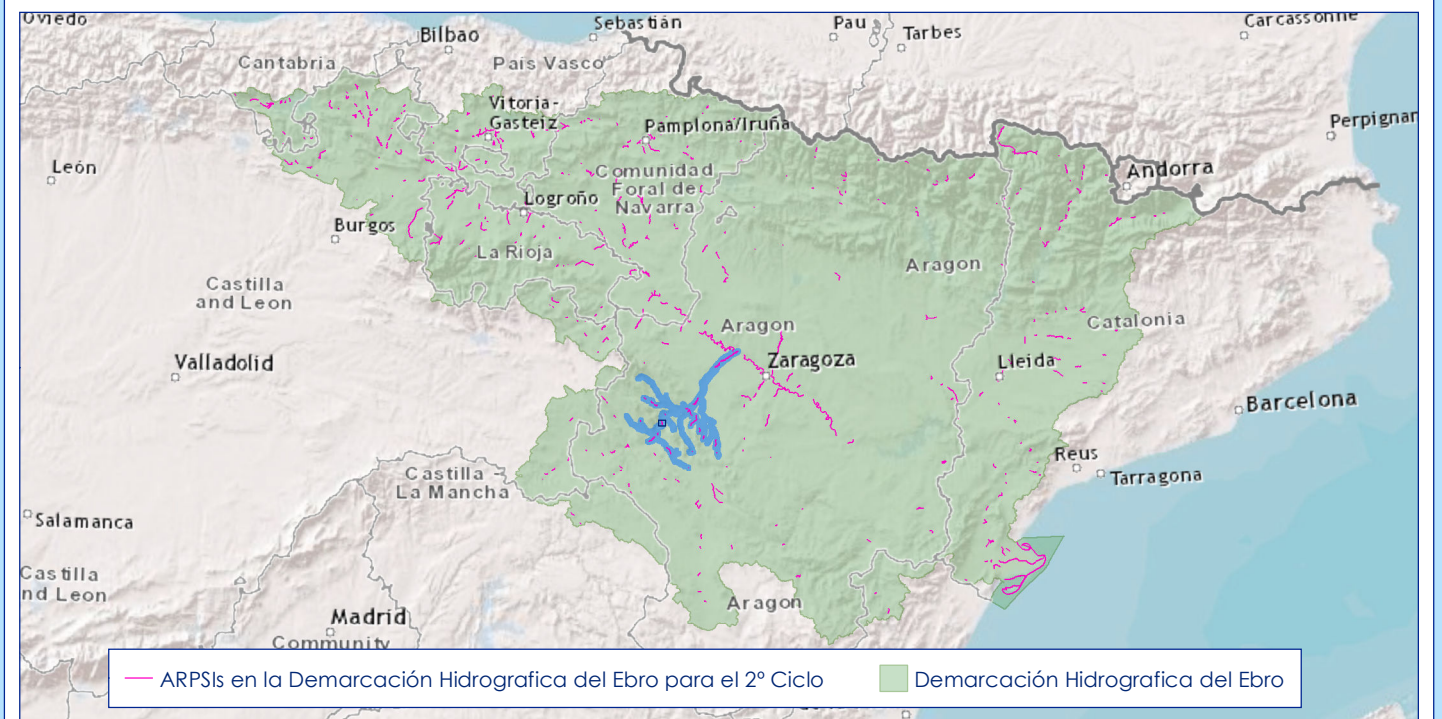 Oviedo
Sebastián
Pau
Tarbes
Carcassonne
Bilbao
Cantabria
País Vasco
Vitoria-
Gasteiz
Pamplona/Iruña
Perpignan
León
Comunidad
Foral de
Navarra
Andorra
Logroño
Burgos
La Rioja
Aragon
Castilla
and Leon
Aragon
Catalonia
Valladolid
Zaragoza
Lleida
Barcelona
Reus
Tarragona
Castilla -
La Mancha
Salamanca
Castilla
nd Leon
Aragon
Madrid
Community
ARPSIs en la Demarcación Hidrografica del Ebro para el 2º Ciclo
Demarcación Hidrografica del Ebro